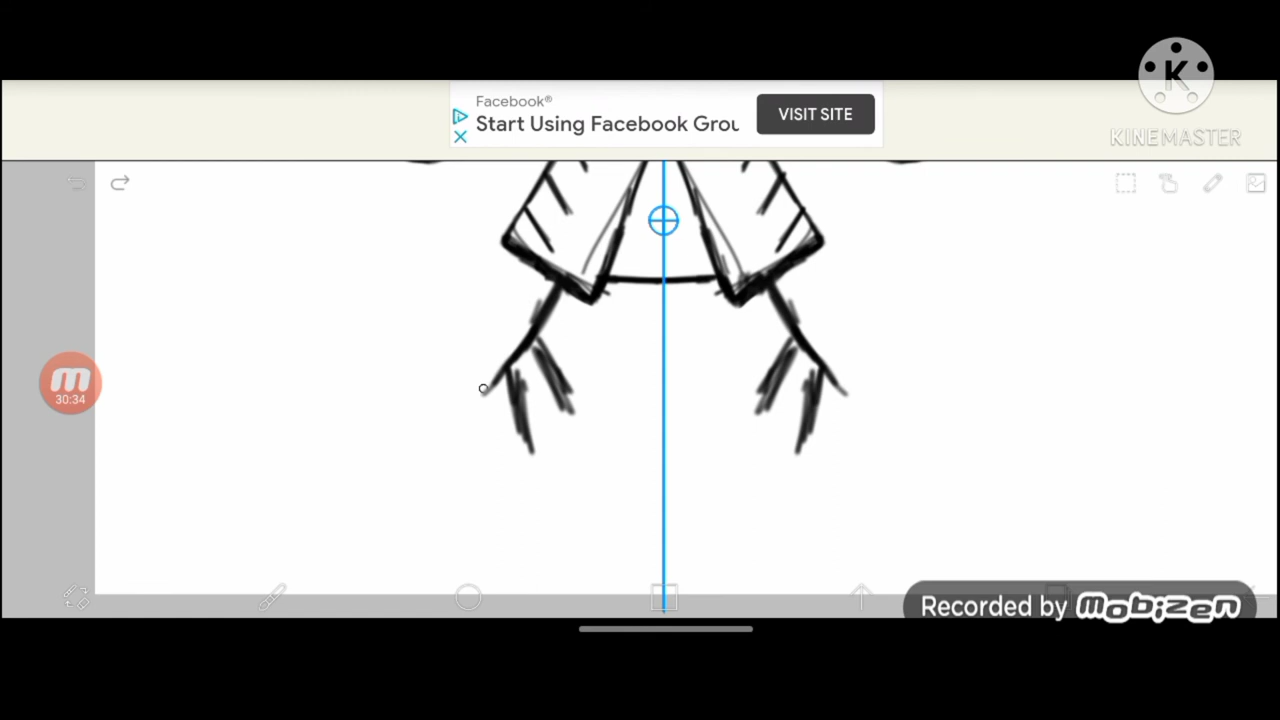 Facebook®
Start Using Facebook Grou
VISIT SITE
K
KINEMASTER
m
30:34
Recorded by mobizen